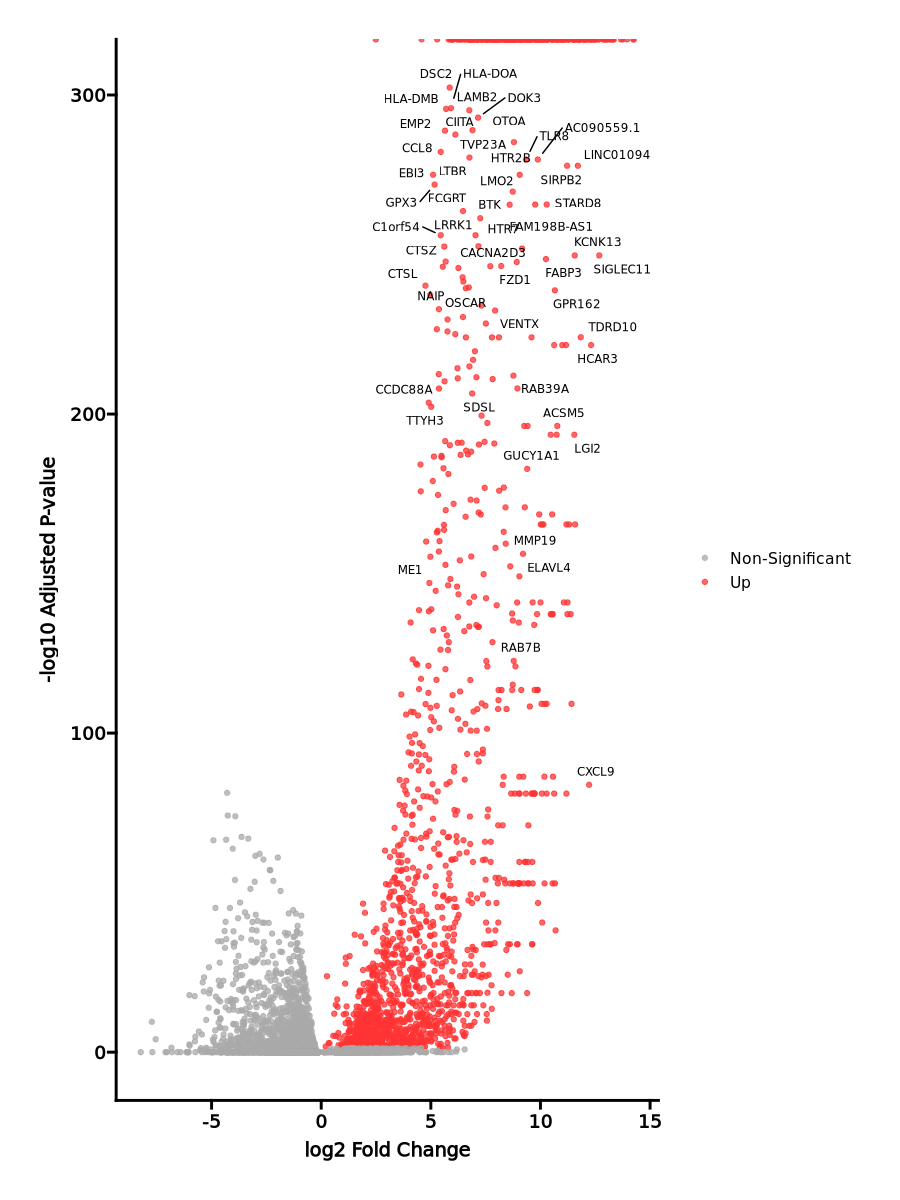 DSC2 HLA-DOA
HLA-DMB LAMB2 DOK3
EMP2 CIITA OTOA
TLR8 AC090559.1
CCL8 TVP23A
HTR2B LINC01094
EBI3 LTBR
LMO2 SIRPB2
GPX3 FCGRT BTK STARD8
C1orf54 LRRK1 HTR7 FAM198B-AS1
KCNK13
CTSZ CACNA2D3
CTSL FZD1 FABP3 SIGLEC11
NAIP OSCAR GPR162
VENTX TDRD10
HCAR3
CCDC88A RAB39A
TTYH3 SDSL ACSM5
GUCY1A1 LGI2
MMP19
ME1 ELAVL4
RAB7B
CXCL9
300
200
100
0
-5 0 5 10 15
log2 Fold Change
-log10 Adjusted P-value
Non-Significant
Up